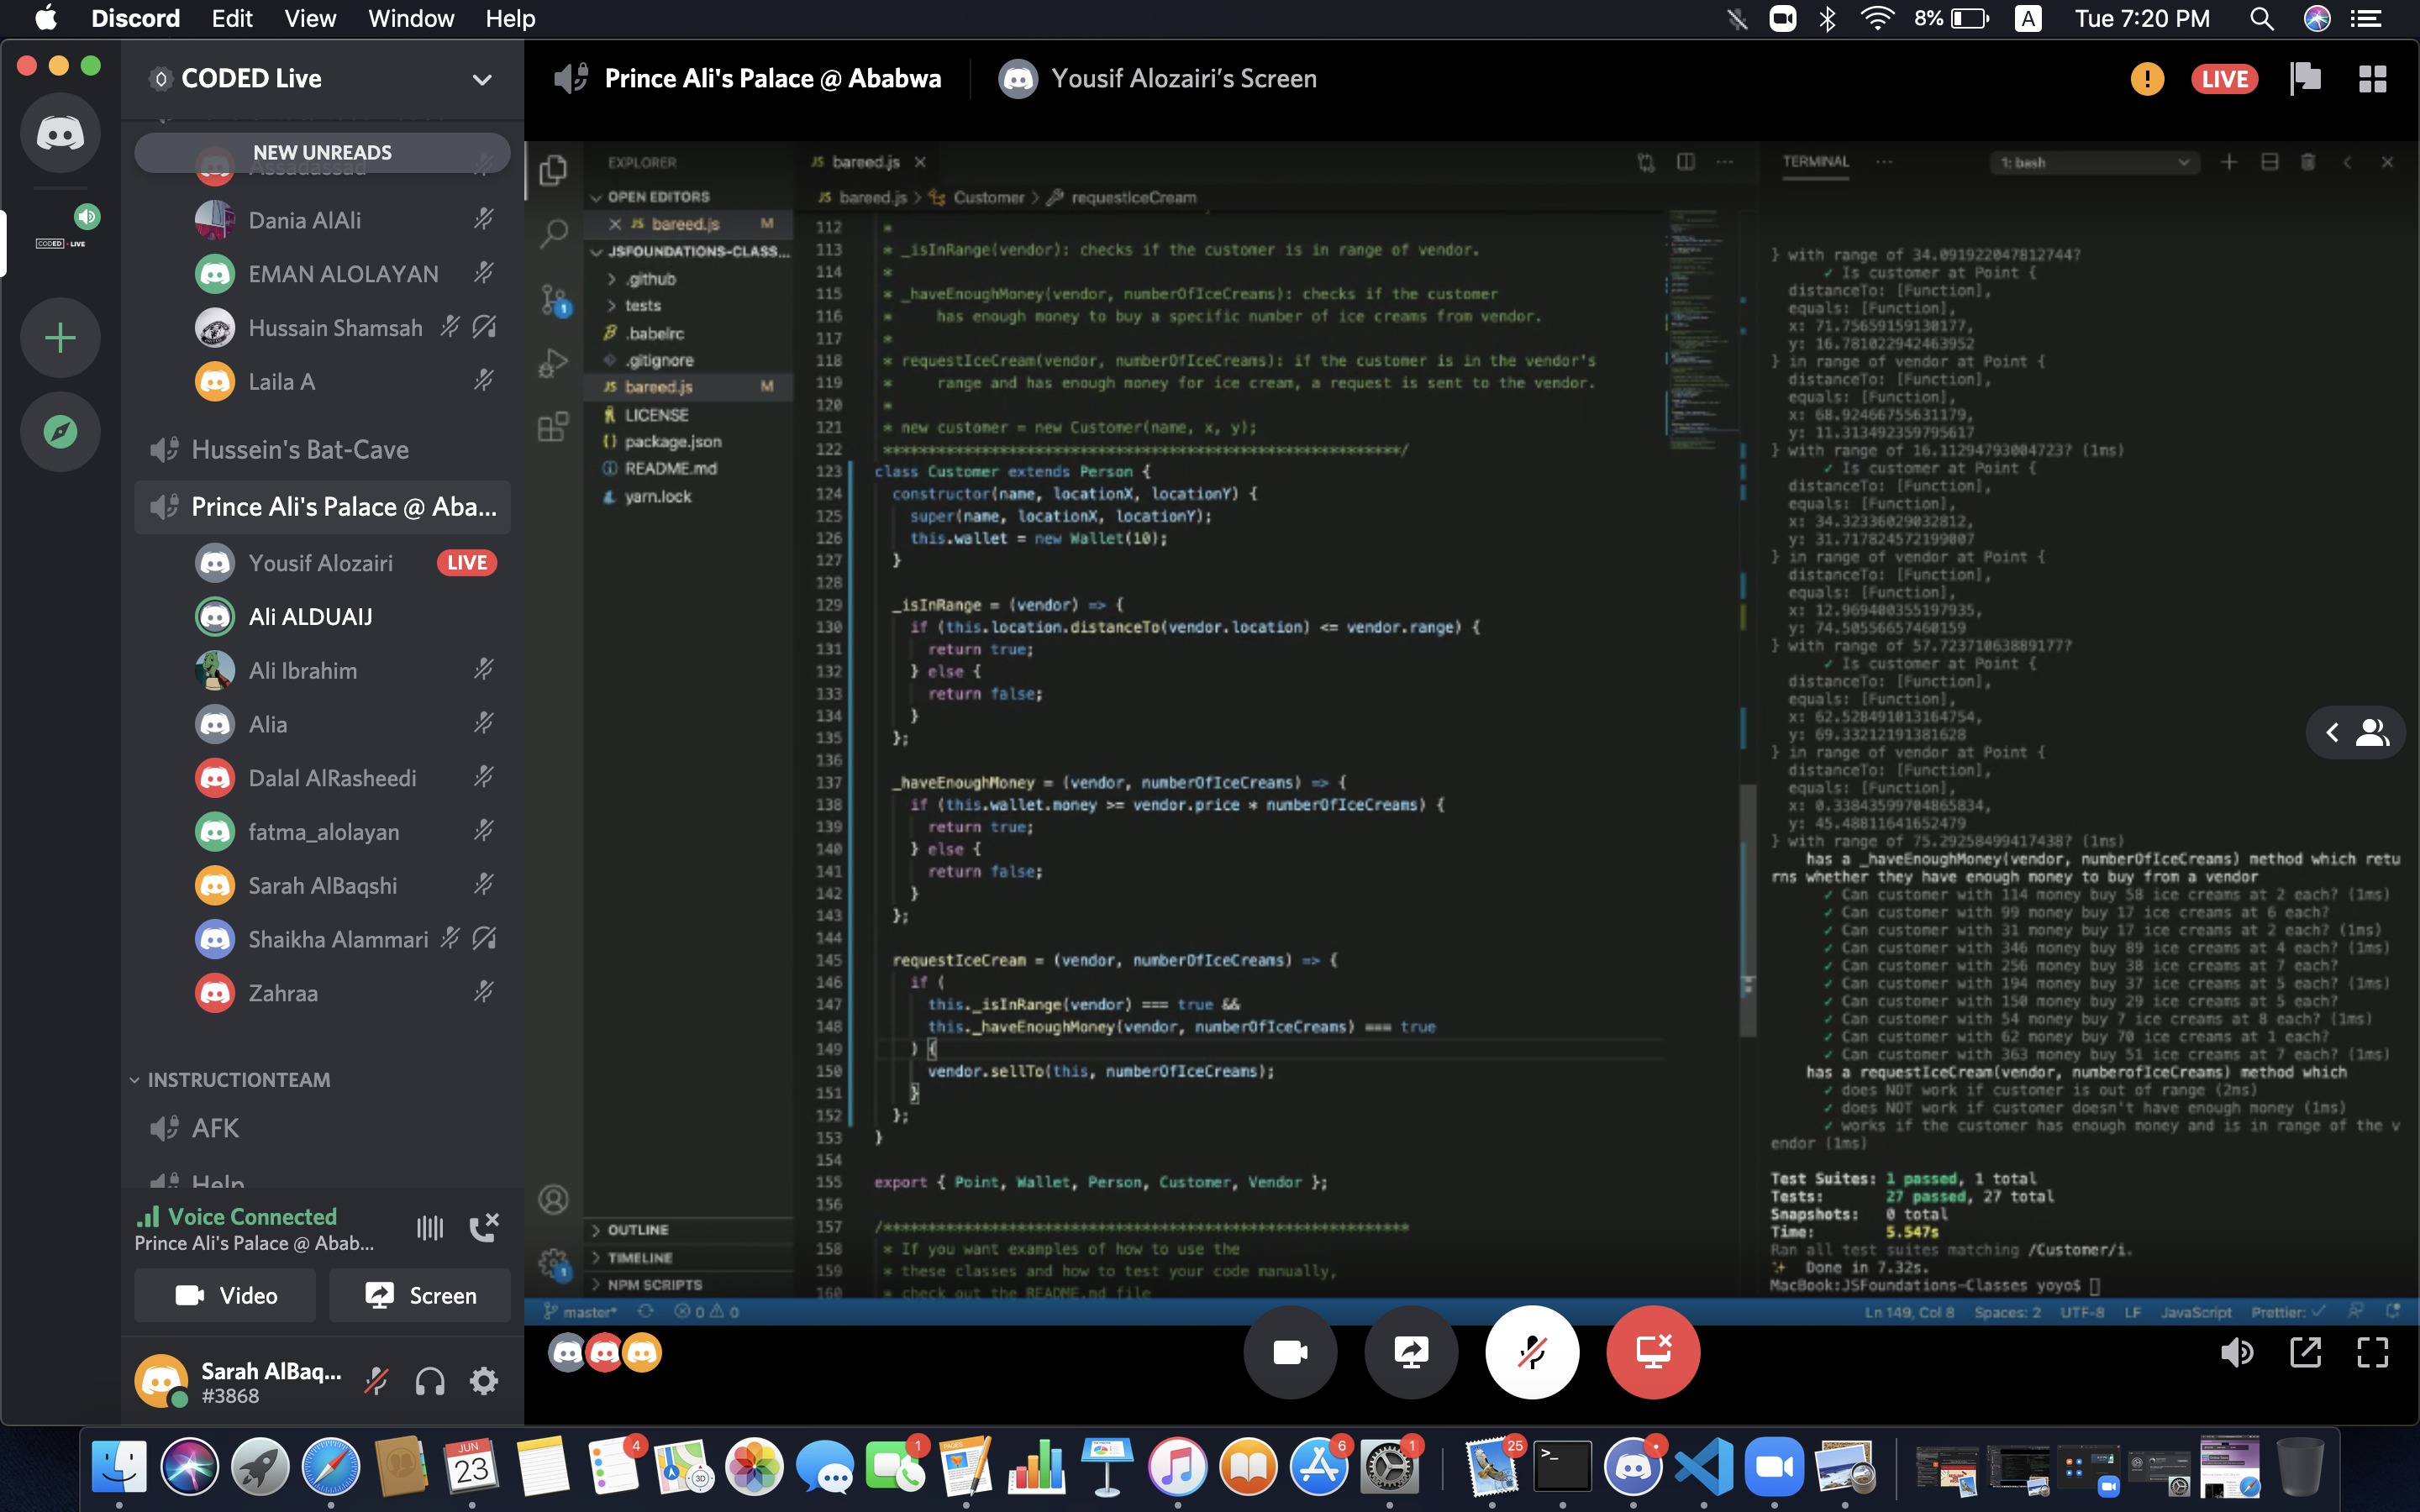 Discord Edit View Window Help
8% A Tue 7:20 PM
CODED Live
NEW UNREADS
Assadassad
Dania AlAli
EMAN ALOLAYAN
Hussain Shamsah
Laila A
Hussein's Bat-Cave
Prince Ali's Palace @ Aba...
Yousif Alozairi LIVE
Ali ALDUAIJ
Ali Ibrahim
Alia
Dalal AlRasheedi
fatma_alolayan
Sarah AlBaqshi
Shaikha Alammari
Zahraa
INSTRUCTIONTEAM
AFK
Help
Voice Connected
Prince Ali's Palace @ Abab...
Video Screen
Sarah AlBaq...
#3868
CODED LIVE
Prince Ali's Palace @ Ababwa Yousif Alozairi's Screen
LIVE
EXPLORER
OPEN EDITORS
JS bareed.js M
JSFOUNDATIONS-CLASS...
.github
tests
.babelrc
.gitignore
JS bareed.js M
LICENSE
package.json
README.md
yarn.lock
OUTLINE
TIMELINE
NPM SCRIPTS
JS bareed.js
JS bareed.js > Customer > requestIceCream
112 *
113 * _isInRange(vendor): checks if the customer is in range of vendor.
114 *
115 * _haveEnoughMoney(vendor, numberOfIceCreams): checks if the customer
116 * has enough money to buy a specific number of ice creams from vendor.
117 *
118 * requestIceCream(vendor, numberOfIceCreams): if the customer is in the vendor's
119 * range and has enough money for ice cream, a request is sent to the vendor.
120 *
121 * new customer = new Customer(name, x, y);
122 **********************************************************/
123 class Customer extends Person {
124 constructor(name, locationX, locationY) {
125 super(name, locationX, locationY);
126 this.wallet = new Wallet(10);
127 }
128
129 _isInRange = (vendor) => {
130 if (this.location.distanceTo(vendor.location) <= vendor.range) {
131 return true;
132 } else {
133 return false;
134 }
135 };
136
137 _haveEnoughMoney = (vendor, numberOfIceCreams) => {
138 if (this.wallet.money >= vendor.price * numberOfIceCreams) {
139 return true;
140 } else {
141 return false;
142 }
143 };
144
145 requestIceCream = (vendor, numberOfIceCreams) => {
146 if (
147 this._isInRange(vendor) === true &&
148 this._haveEnoughMoney(vendor, numberOfIceCreams) === true
149 ) {
150 vendor.sellTo(this, numberOfIceCreams);
151 }
152 };
153 }
154
155 export { Point, Wallet, Person, Customer, Vendor };
156
157 /**********************************************************
158 * If you want examples of how to use the
159 * these classes and how to test your code manually,
160 * check out the README.md file
TERMINAL 1: bash
} with range of 34.091922047812744?
✓ Is customer at Point {
distanceTo: [Function],
equals: [Function],
x: 71.75659159130177,
y: 16.781022942463952
} in range of vendor at Point {
distanceTo: [Function],
equals: [Function],
x: 68.92466755631179,
y: 11.313492359795617
} with range of 16.11294793004723? (1ms)
✓ Is customer at Point {
distanceTo: [Function],
equals: [Function],
x: 34.32336029032812,
y: 31.717824572199007
} in range of vendor at Point {
distanceTo: [Function],
equals: [Function],
x: 12.969400355197935,
y: 74.50556657460159
} with range of 57.72371063889177?
✓ Is customer at Point {
distanceTo: [Function],
equals: [Function],
x: 62.528491013164754,
y: 69.33212191381628
} in range of vendor at Point {
distanceTo: [Function],
equals: [Function],
x: 0.33843599704865834,
y: 45.48811641652479
} with range of 75.292584994174387? (1ms)
has a _haveEnoughMoney(vendor, numberOfIceCreams) method which retu
rns whether they have enough money to buy from a vendor
✓ Can customer with 114 money buy 58 ice creams at 2 each? (1ms)
✓ Can customer with 99 money buy 17 ice creams at 6 each?
✓ Can customer with 31 money buy 17 ice creams at 2 each? (1ms)
✓ Can customer with 346 money buy 89 ice creams at 4 each? (1ms)
✓ Can customer with 256 money buy 38 ice creams at 7 each?
✓ Can customer with 194 money buy 37 ice creams at 5 each? (1ms)
✓ Can customer with 150 money buy 29 ice creams at 5 each?
✓ Can customer with 54 money buy 7 ice creams at 8 each? (1ms)
✓ Can customer with 62 money buy 70 ice creams at 1 each?
✓ Can customer with 363 money buy 51 ice creams at 7 each? (1ms)
has a requestIceCream(vendor, numberofIceCreams) method which
✓ does NOT work if customer is out of range (2ms)
✓ does NOT work if customer doesn't have enough money (1ms)
✓ works if the customer has enough money and is in range of the v
endor (1ms)
Test Suites: 1 passed, 1 total
Tests: 27 passed, 27 total
Snapshots: 0 total
Time: 5.547s
Ran all test suites matching /Customer/i.
Done in 7.32s.
MacBook:JSFoundations-Classes yoyo$
master* 0 0 Ln 149, Col 8 Spaces: 2 UTF-8 LF JavaScript Prettier: ✓
JUN
23
4
3D
1
PAGES
6
1
25